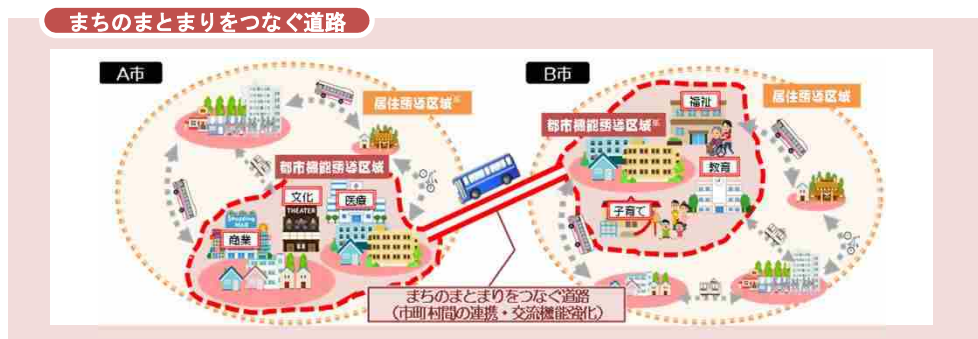 まちのまとまりをつなぐ道路
A市
居住誘導区域※
都市機能誘導区域
文化
THEATER
医療
Shopping
MALL
商業
B市
福祉
居住誘導区域
都市機能誘導区域※
教育
子育て
まちのまとまりをつなぐ道路
（市町村間の連携・交流機能強化）